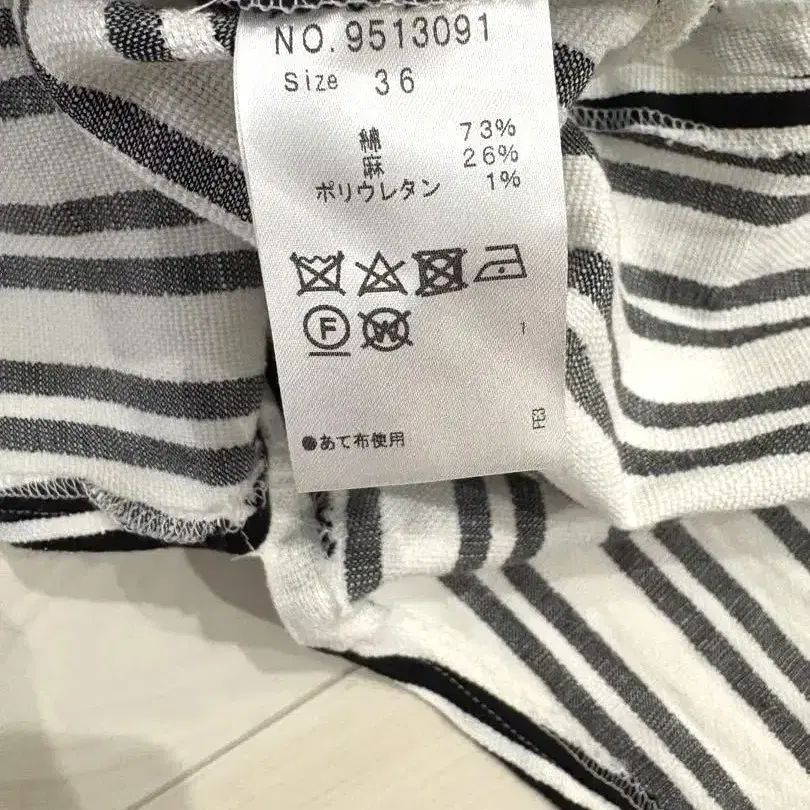 NO. 9513091
Size 36
綿 73%
麻 26%
ポリウレタン 1%
F W
1
●あて布使用